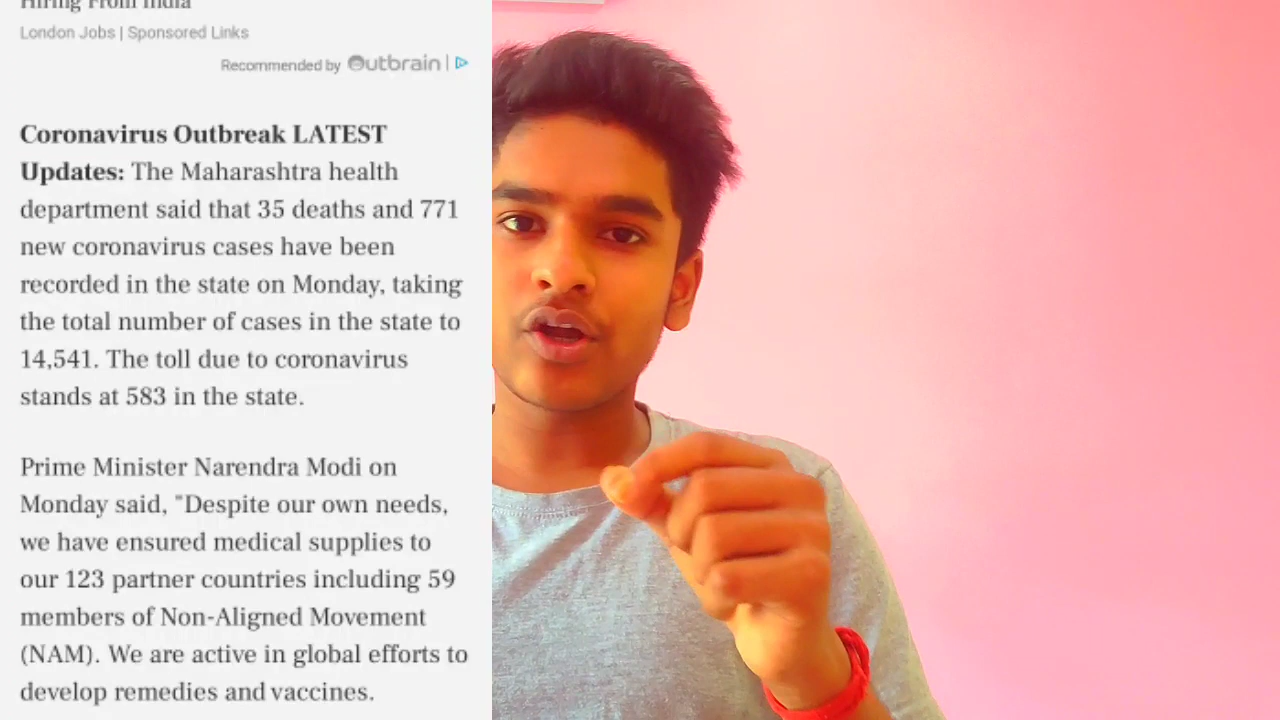 Hiring From India
London Jobs | Sponsored Links
Recommended by Outbrain |
Coronavirus Outbreak LATEST
Updates: The Maharashtra health
department said that 35 deaths and 771
new coronavirus cases have been
recorded in the state on Monday, taking
the total number of cases in the state to
14,541. The toll due to coronavirus
stands at 583 in the state.
Prime Minister Narendra Modi on
Monday said, "Despite our own needs,
we have ensured medical supplies to
our 123 partner countries including 59
members of Non-Aligned Movement
(NAM). We are active in global efforts to
develop remedies and vaccines.